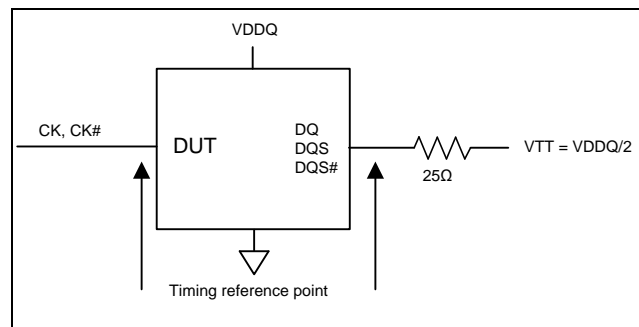 VDDQ
CK, CK#
DUT
DQ
DQS
DQS#
25Ω
VTT = VDDQ/2
Timing reference point